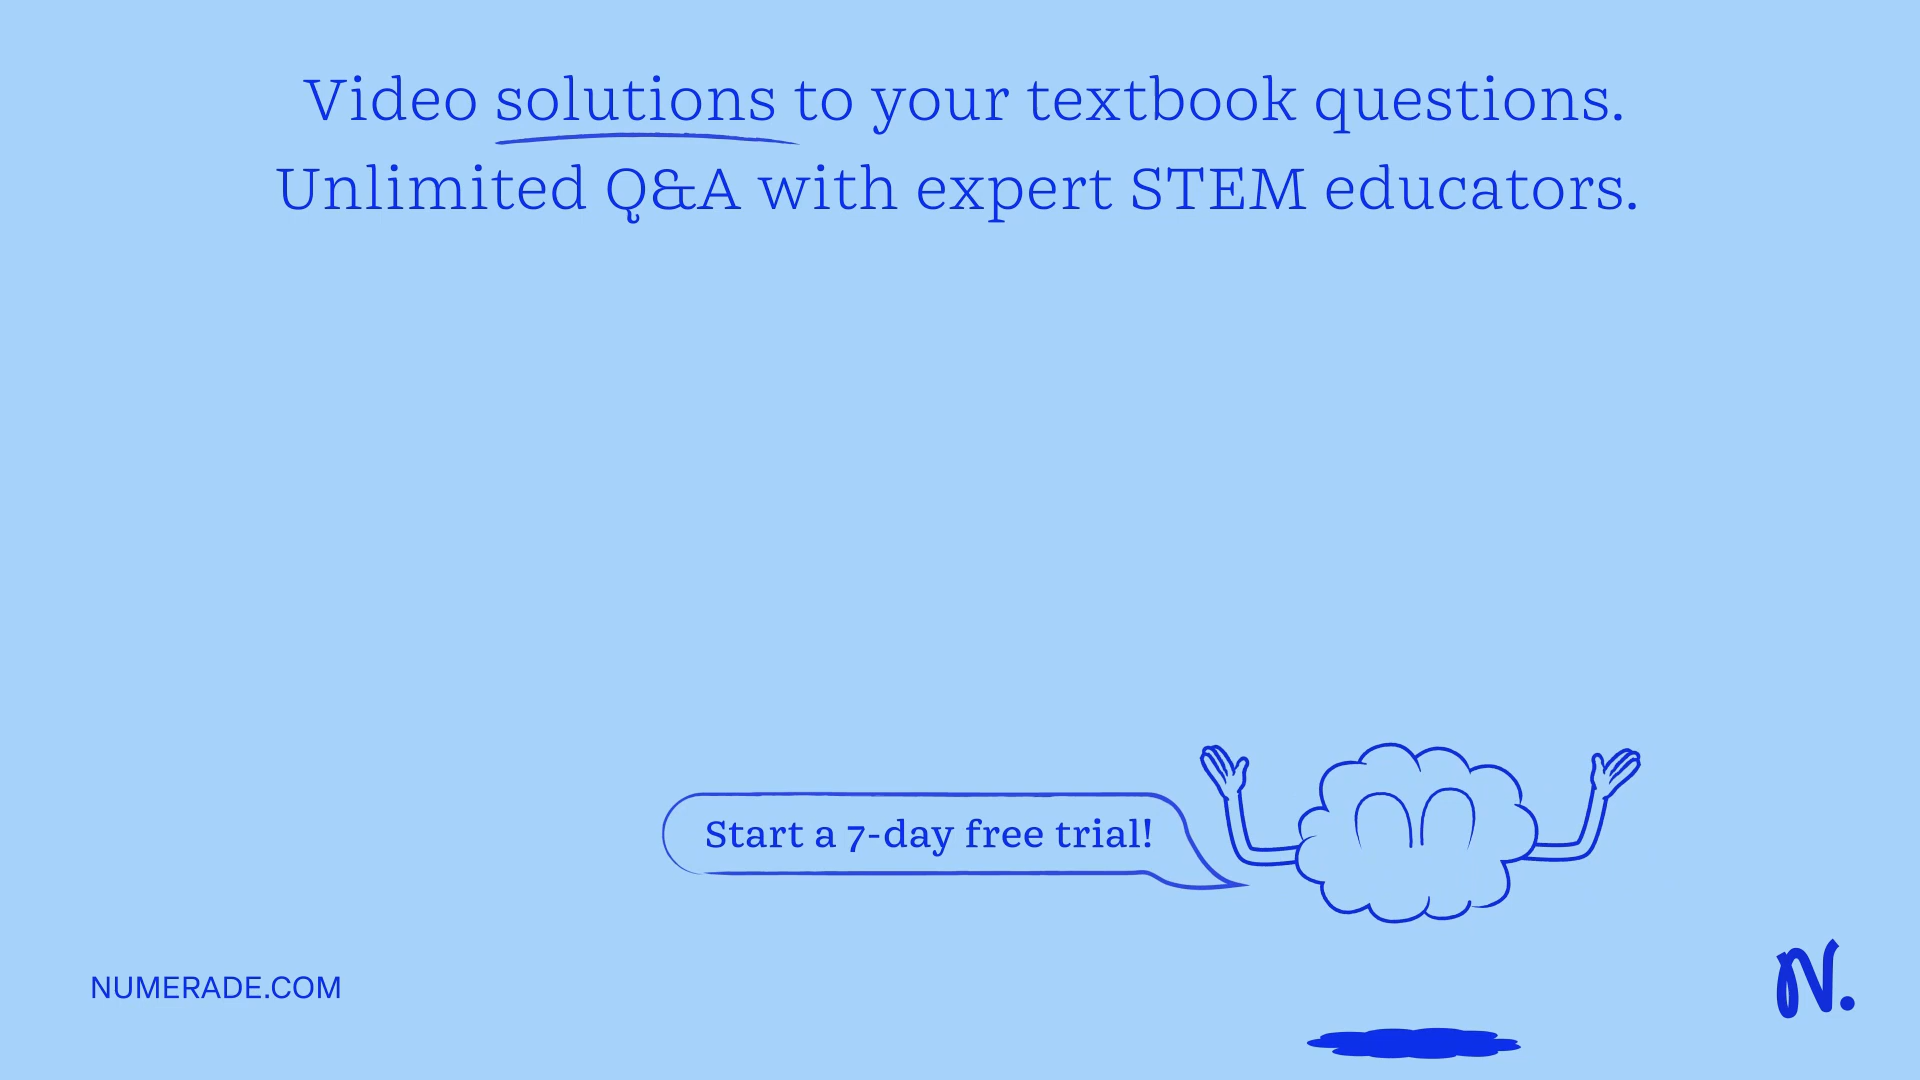 Video solutions to your textbook questions.
Unlimited Q&A with expert STEM educators.
Start a 7-day free trial!
NUMERADE.COM
N.